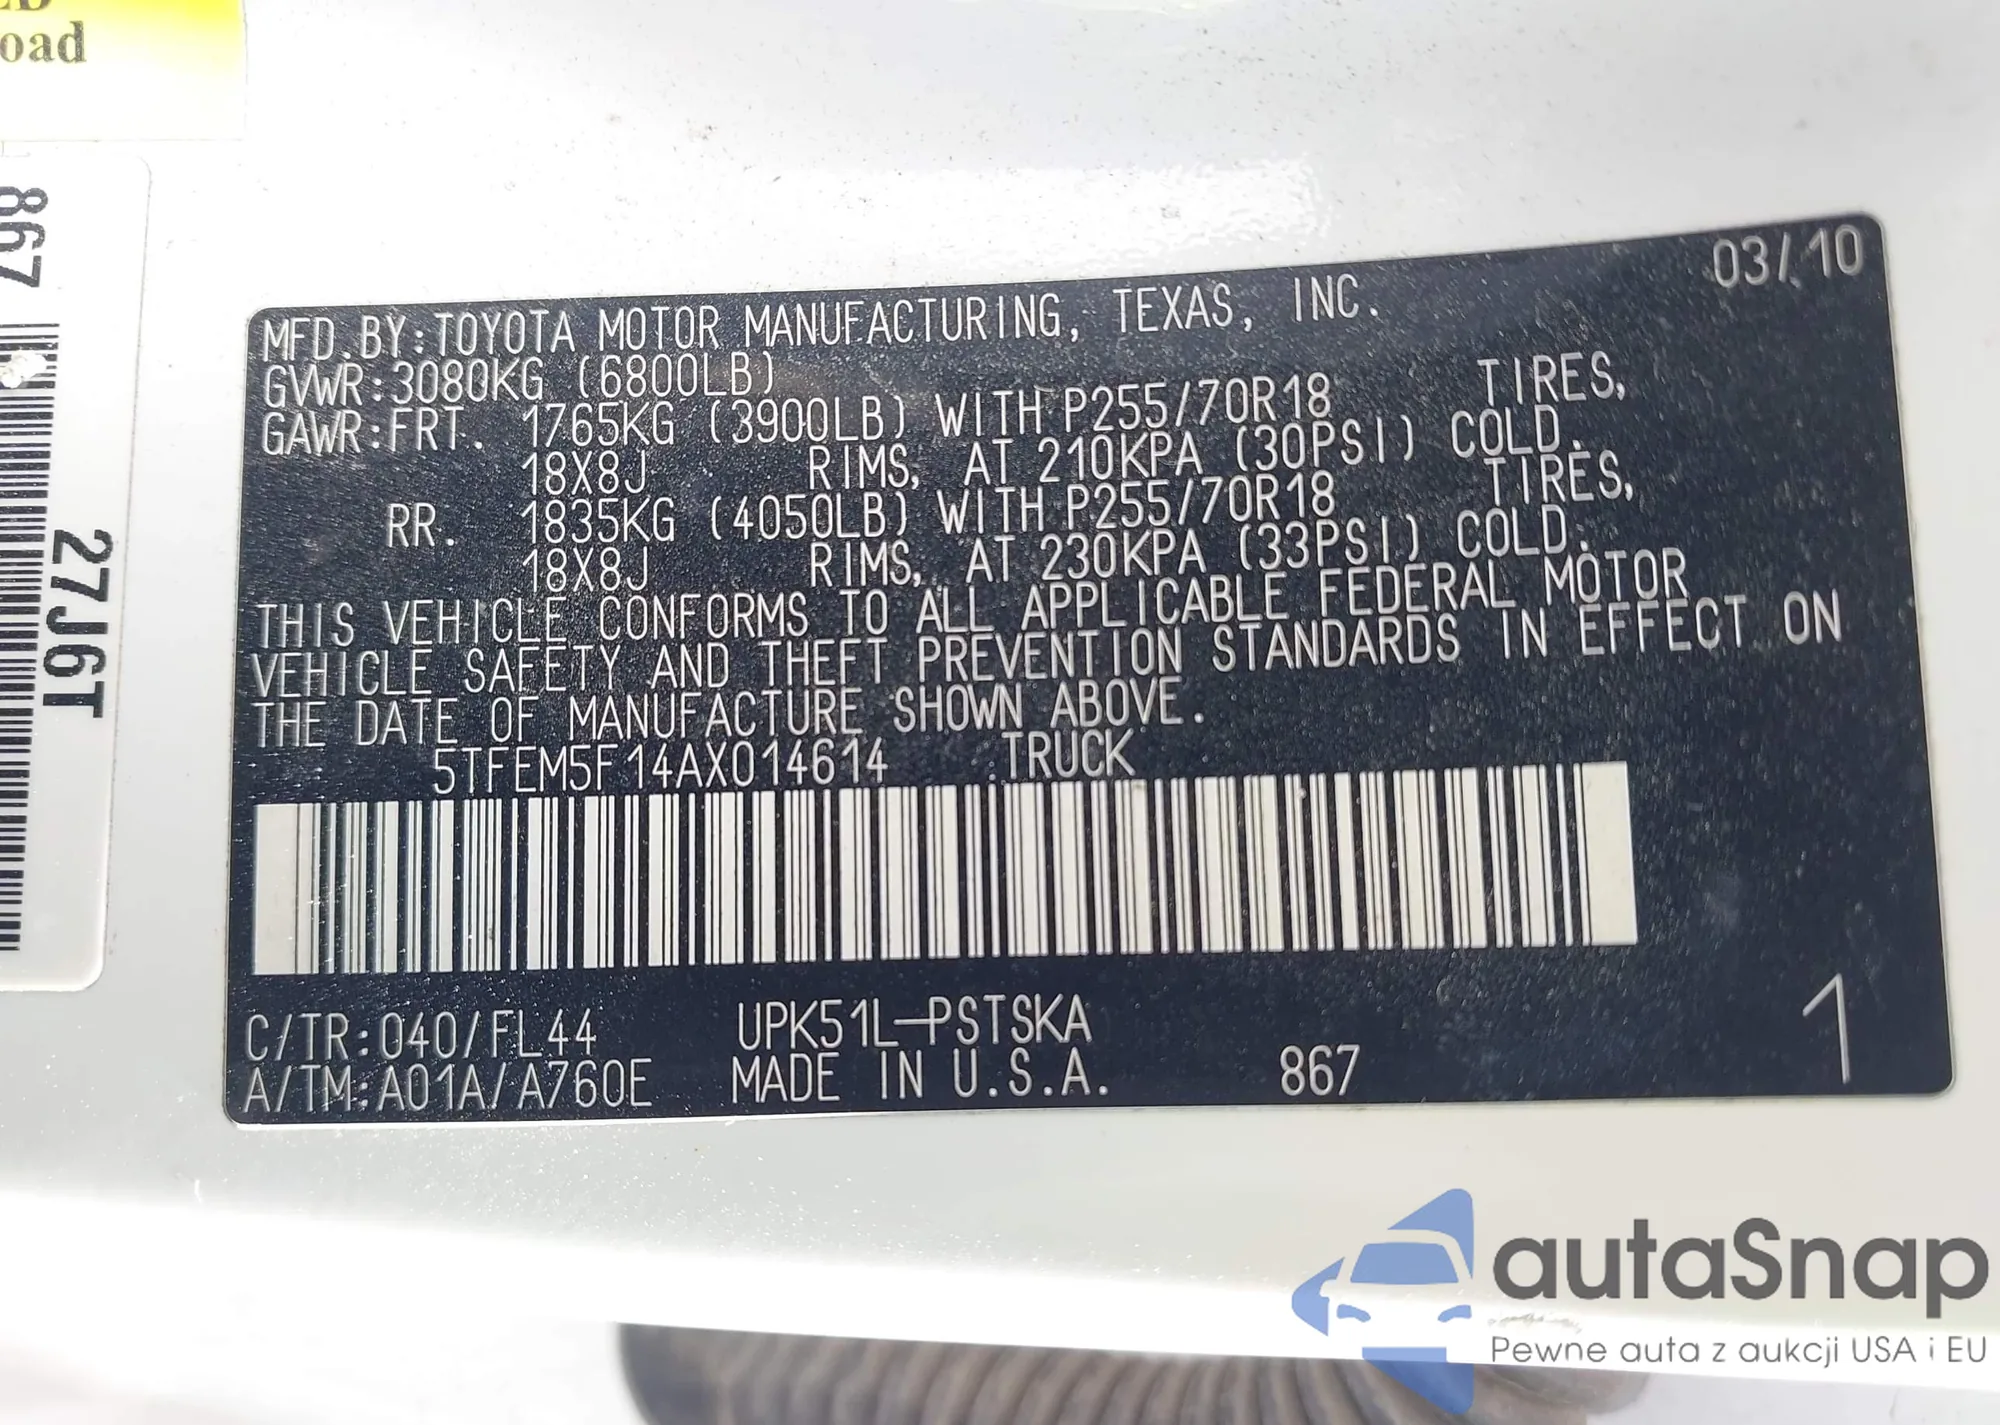 oad
867
27J6T
03/10
MFD.BY:TOYOTA MOTOR MANUFACTURING, TEXAS, INC.
GVWR:3080KG (6800LB)
GAWR:FRT. 1765KG (3900LB) WITH P255/70R18 TIRES,
18X8J RIMS, AT 210KPA (30PSI) COLD.
RR. 1835KG (4050LB) WITH P255/70R18 TIRES,
18X8J RIMS, AT 230KPA (33PSI) COLD.
THIS VEHICLE CONFORMS TO ALL APPLICABLE FEDERAL MOTOR
VEHICLE SAFETY AND THEFT PREVENTION STANDARDS IN EFFECT ON
THE DATE OF MANUFACTURE SHOWN ABOVE.
5TFEM5F14AX014614 TRUCK
C/TR:040/FL44 UPK51L-PSTSKA
A/TM:A01A/A760E MADE IN U.S.A. 867 1
autaSnap
Pewne auta z aukcji USA i EU